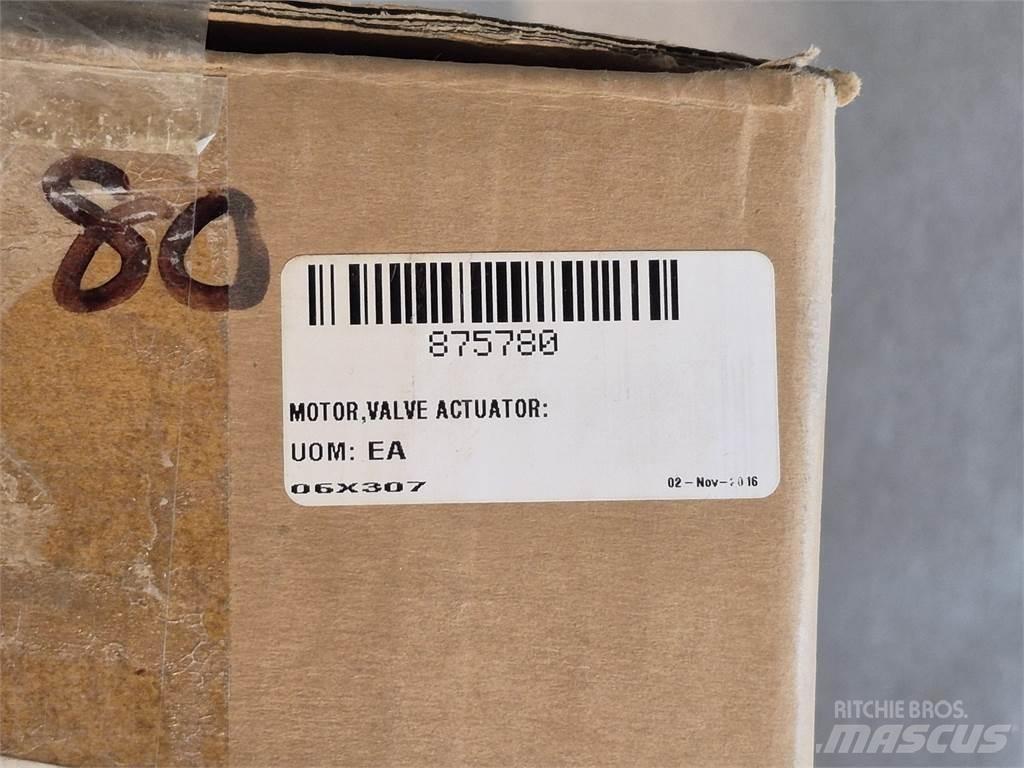 80
875780
MOTOR,VALVE ACTUATOR:
UOM: EA
06X307 02-Nov-2016
RITCHIE BROS.
MASCUS